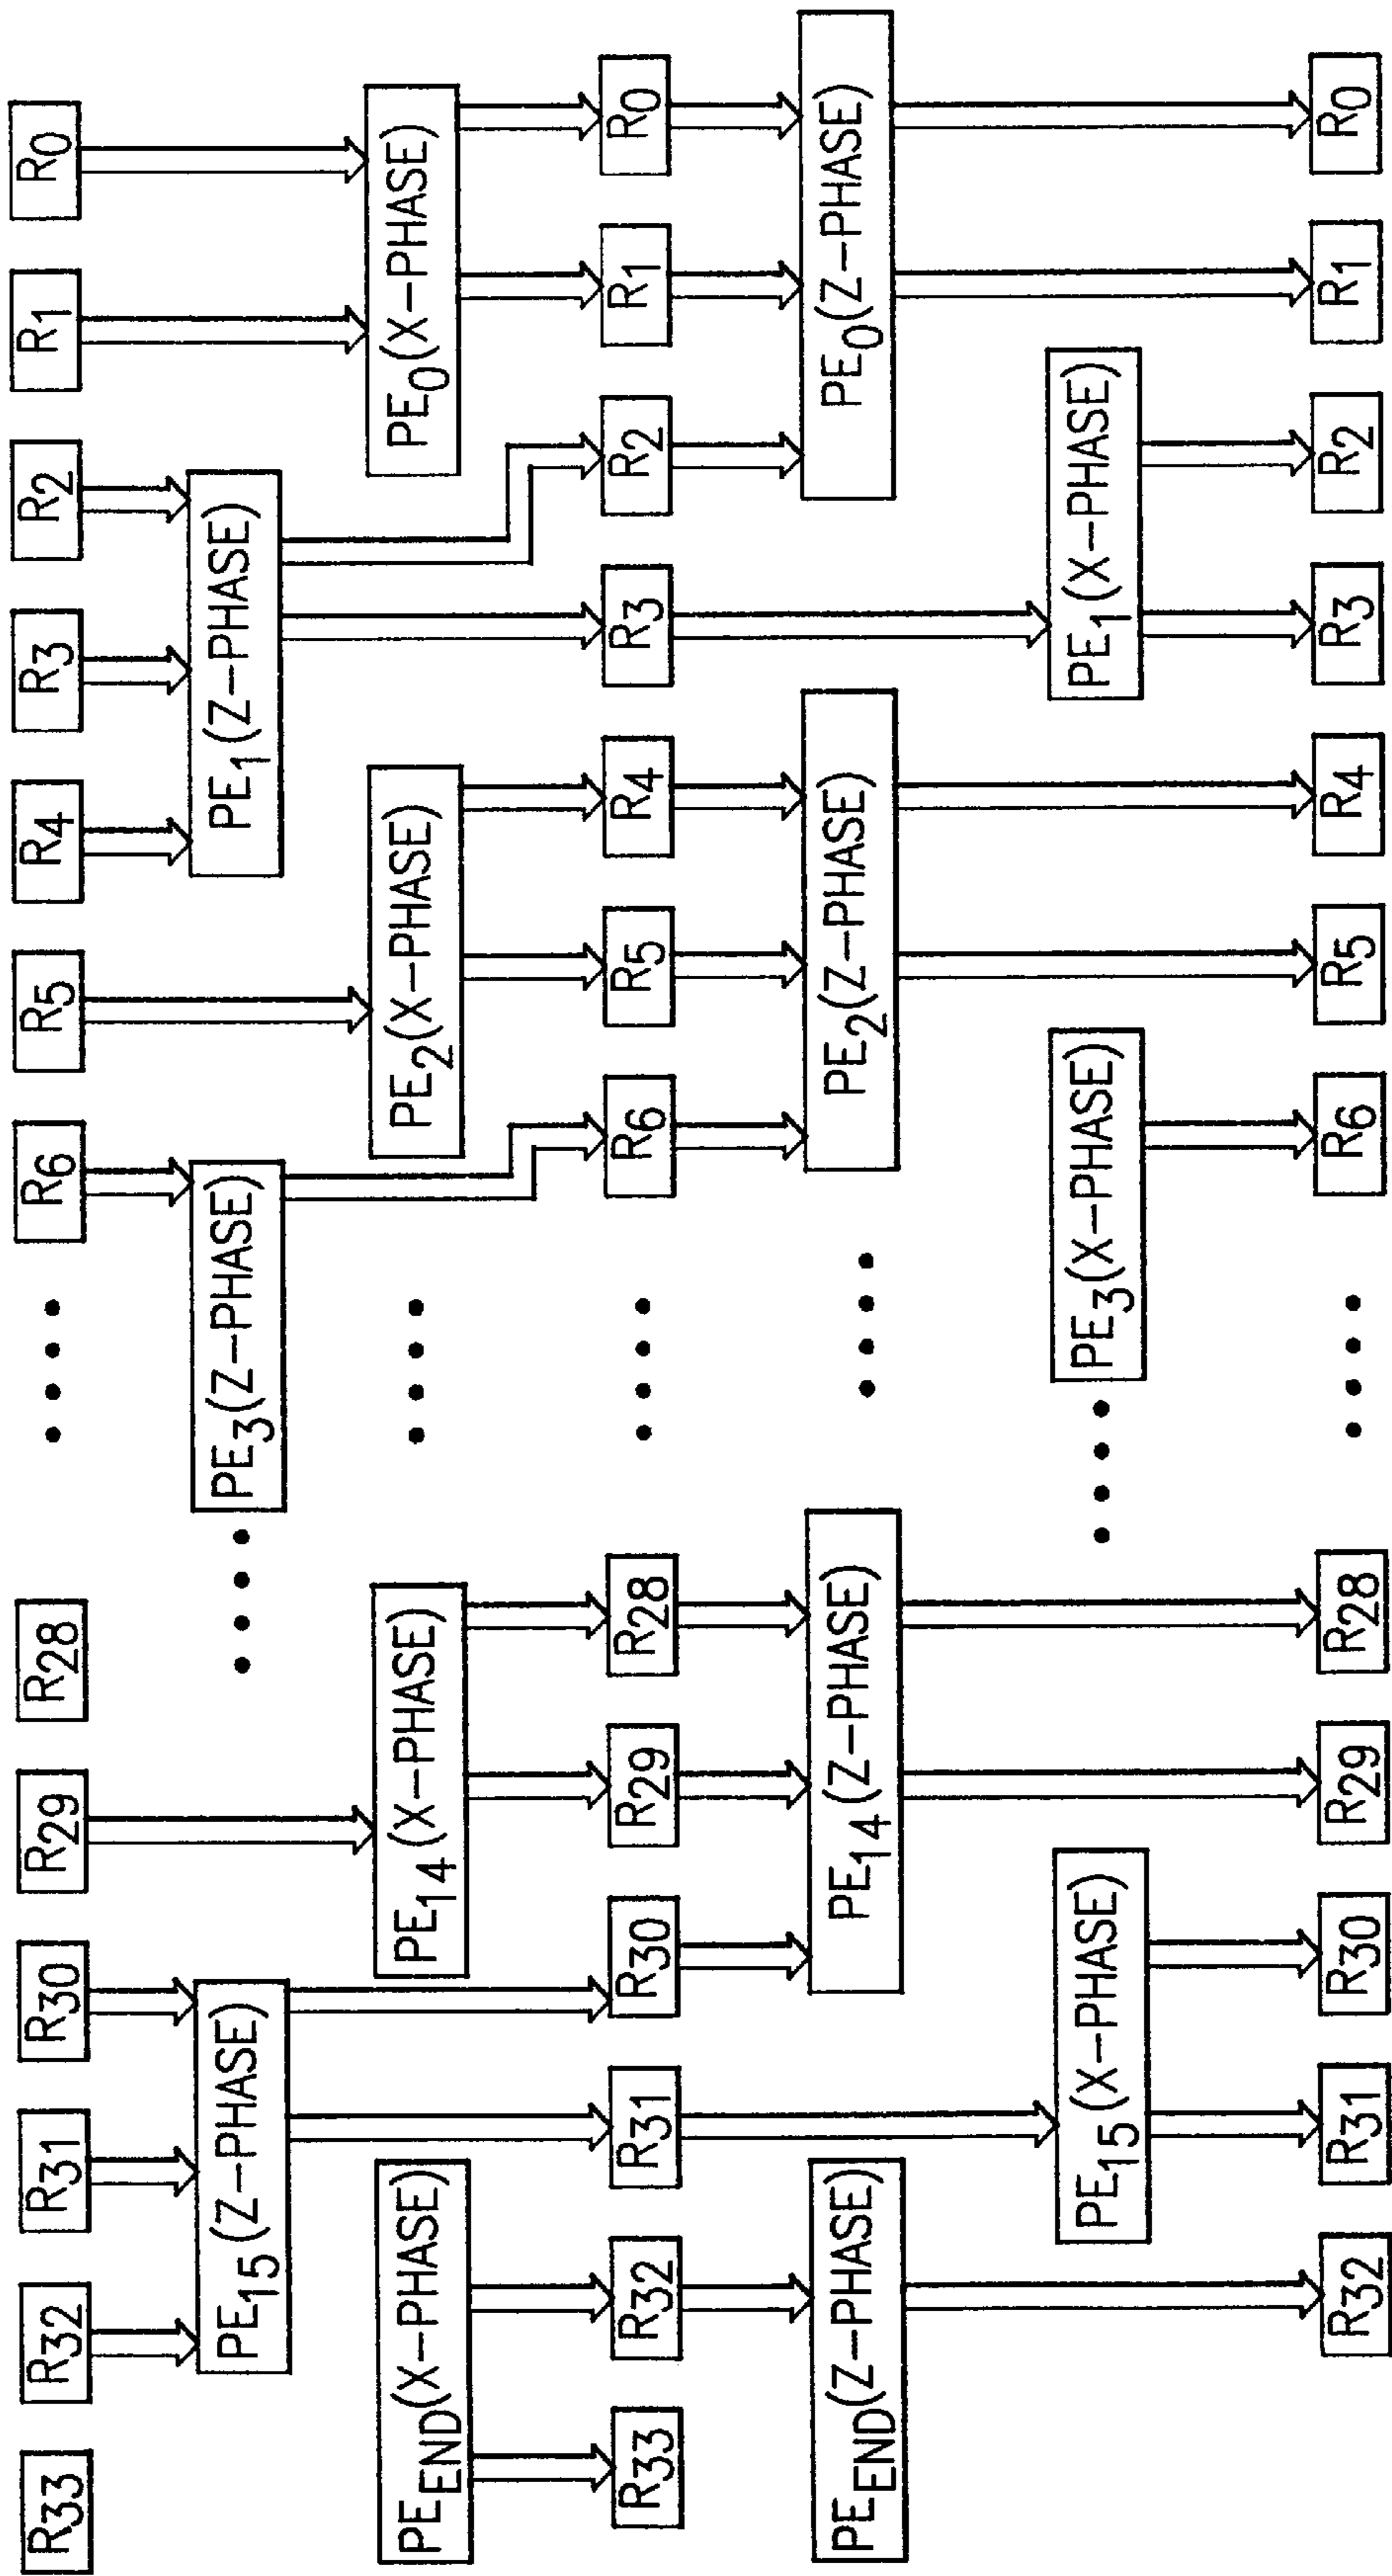 R33 R32 R31 R30 R29 R28 • • • • R6 R5 R4 R3 R2 R1 R0
PE15(Z-PHASE) • • • • PE3(Z-PHASE) PE1(Z-PHASE)
PEEND(X-PHASE) PE14(X-PHASE) • • • • PE2(X-PHASE) PE0(X-PHASE)
R33 R32 R31 R30 R29 R28 • • • • R6 R5 R4 R3 R2 R1 R0
PEEND(Z-PHASE) PE14(Z-PHASE) • • • • PE2(Z-PHASE) PE0(Z-PHASE)
PE15(X-PHASE) • • • • PE3(X-PHASE) PE1(X-PHASE)
R32 R31 R30 R29 R28 • • • • R6 R5 R4 R3 R2 R1 R0